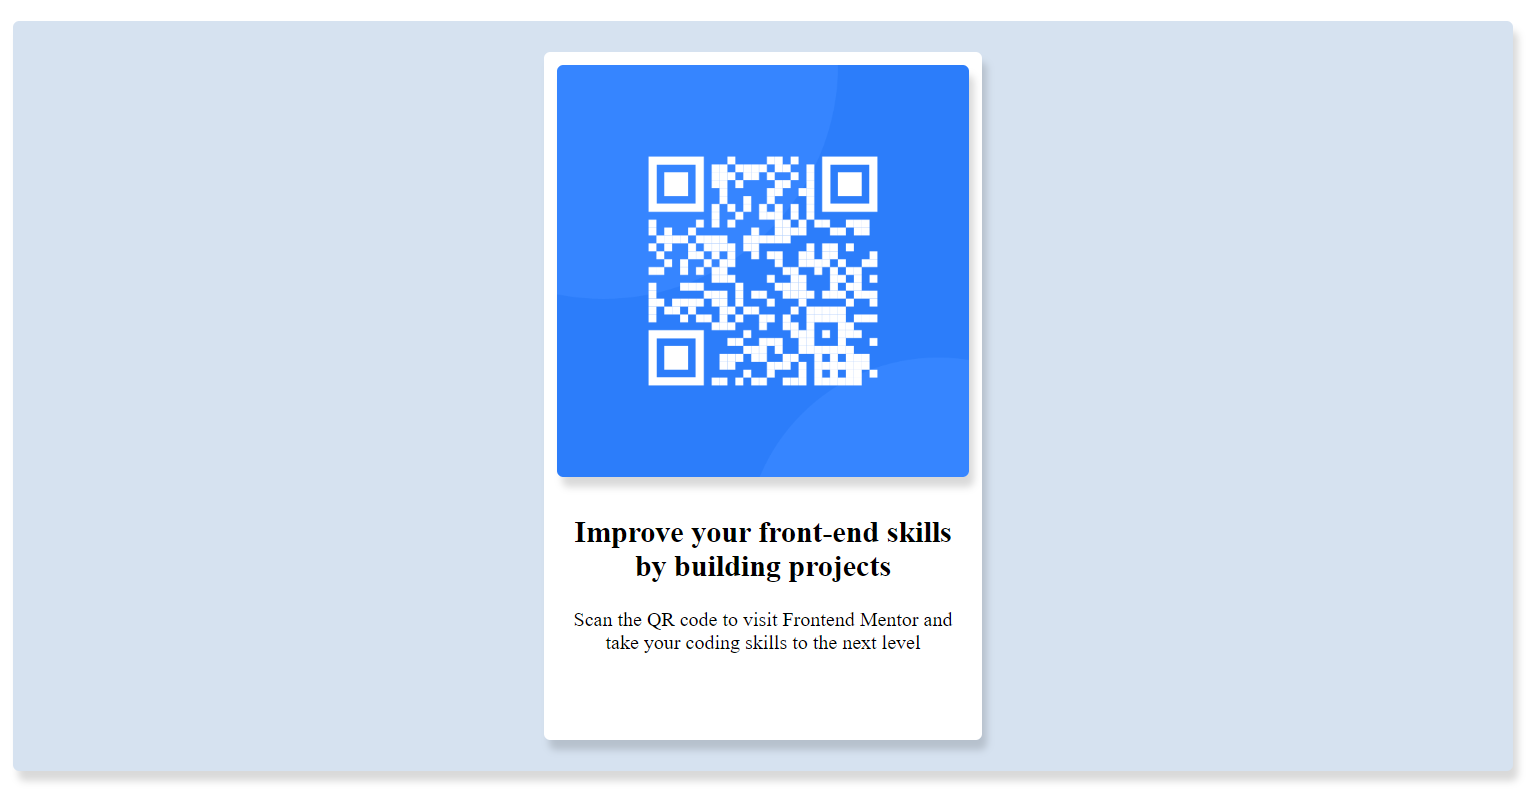 Improve your front-end skills
by building projects
Scan the QR code to visit Frontend Mentor and
take your coding skills to the next level